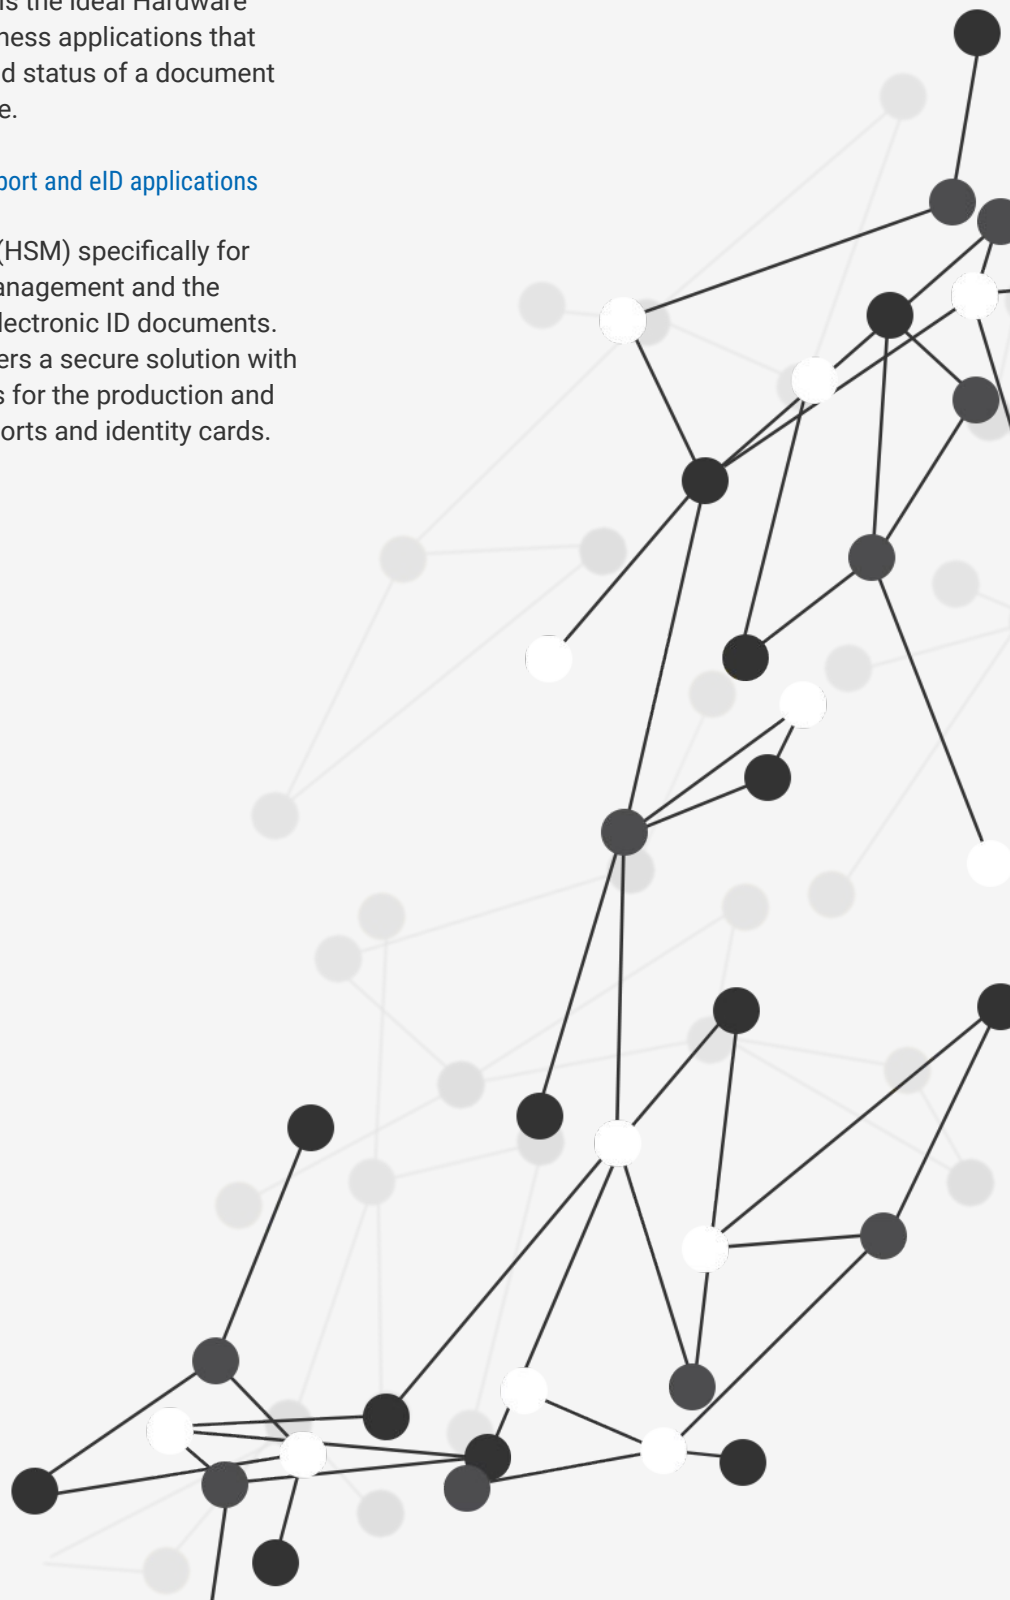 is the ideal Hardware
ness applications that
d status of a document
e.
port and eID applications
(HSM) specifically for
anagement and the
lectronic ID documents.
ers a secure solution with
s for the production and
orts and identity cards.